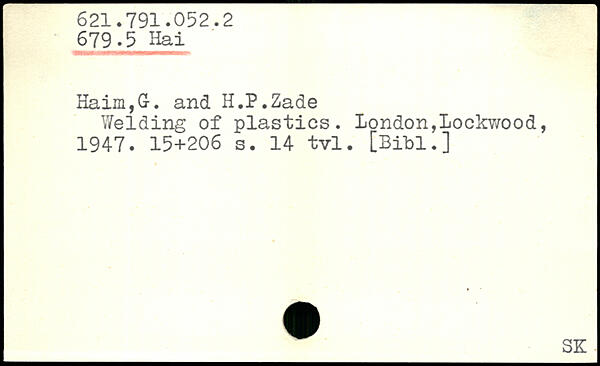 621.791.052.2
679.5 Hai
Haim,G. and H.P.Zade
Welding of plastics. London,Lockwood,
1947. 15+206 s. 14 tvl. [Bibl.]
SK